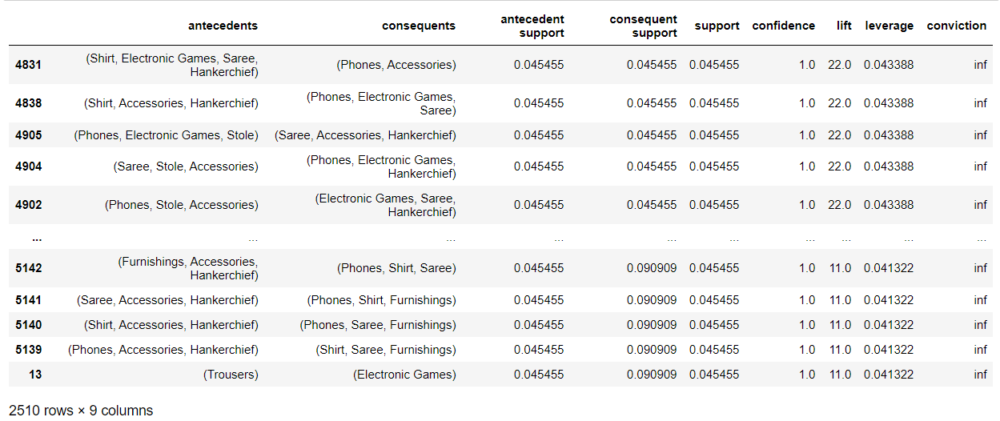 antecedents consequents antecedent support consequent support support confidence lift leverage conviction
4831 (Shirt, Electronic Games, Saree, Hankerchief) (Phones, Accessories) 0.045455 0.045455 0.045455 1.0 22.0 0.043388 inf
4838 (Shirt, Accessories, Hankerchief) (Phones, Electronic Games, Saree) 0.045455 0.045455 0.045455 1.0 22.0 0.043388 inf
4905 (Phones, Electronic Games, Stole) (Saree, Accessories, Hankerchief) 0.045455 0.045455 0.045455 1.0 22.0 0.043388 inf
4904 (Saree, Stole, Accessories) (Phones, Electronic Games, Hankerchief) 0.045455 0.045455 0.045455 1.0 22.0 0.043388 inf
4902 (Phones, Stole, Accessories) (Electronic Games, Saree, Hankerchief) 0.045455 0.045455 0.045455 1.0 22.0 0.043388 inf
... ... ... ... ... ... ... ... ... ...
5142 (Furnishings, Accessories, Hankerchief) (Phones, Shirt, Saree) 0.045455 0.090909 0.045455 1.0 11.0 0.041322 inf
5141 (Saree, Accessories, Hankerchief) (Phones, Shirt, Furnishings) 0.045455 0.090909 0.045455 1.0 11.0 0.041322 inf
5140 (Shirt, Accessories, Hankerchief) (Phones, Saree, Furnishings) 0.045455 0.090909 0.045455 1.0 11.0 0.041322 inf
5139 (Phones, Accessories, Hankerchief) (Shirt, Saree, Furnishings) 0.045455 0.090909 0.045455 1.0 11.0 0.041322 inf
13 (Trousers) (Electronic Games) 0.045455 0.090909 0.045455 1.0 11.0 0.041322 inf
2510 rows × 9 columns